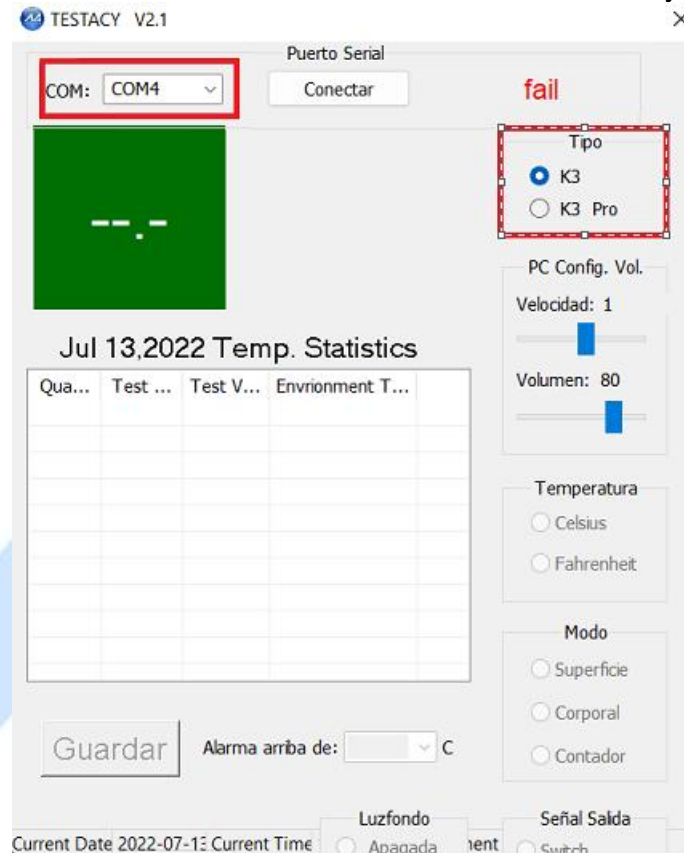 TESTACY V2.1
Puerto Serial
COM: COM4 Conectar fail
Tipo
K3
K3 Pro
--.-
PC Config. Vol.
Velocidad: 1
Jul 13,2022 Temp. Statistics
Qua... Test ... Test V... Envrionment T...
Volumen: 80
Temperatura
Celsius
Fahrenheit
Modo
Superficie
Corporal
Contador
Guardar Alarma arriba de: C
Luzfondo
Apagada
Señal Salida
Switch
Current Date 2022-07-13 Current Time